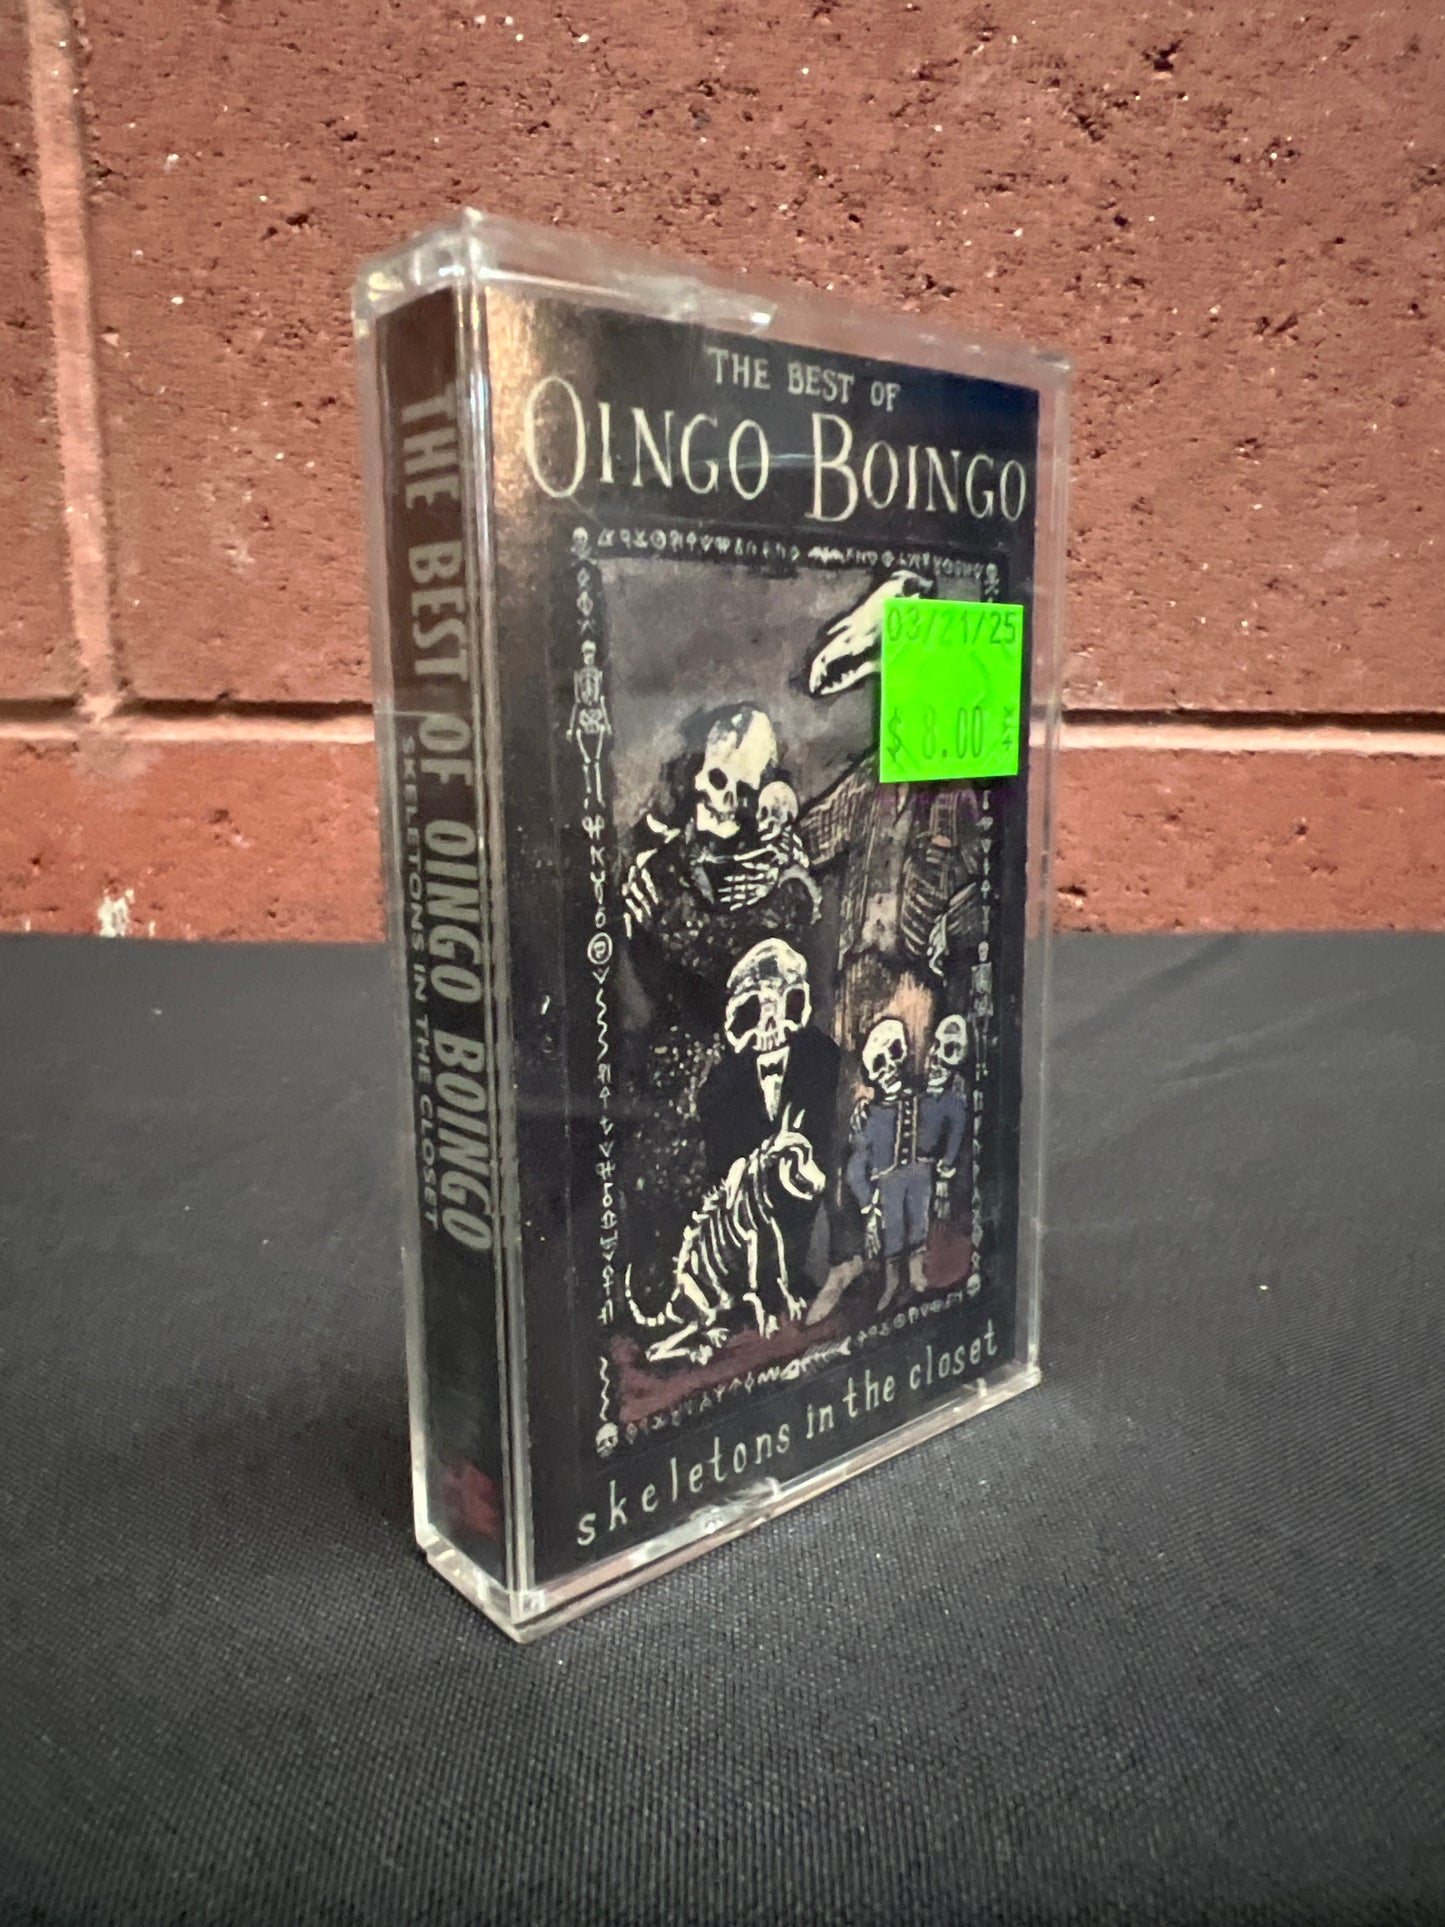 THE BEST OF
OINGO BOINGO
03/21/25
$ 8.00
skeletons in the closet
THE BEST OF OINGO BOINGO
SKELETONS IN THE CLOSET